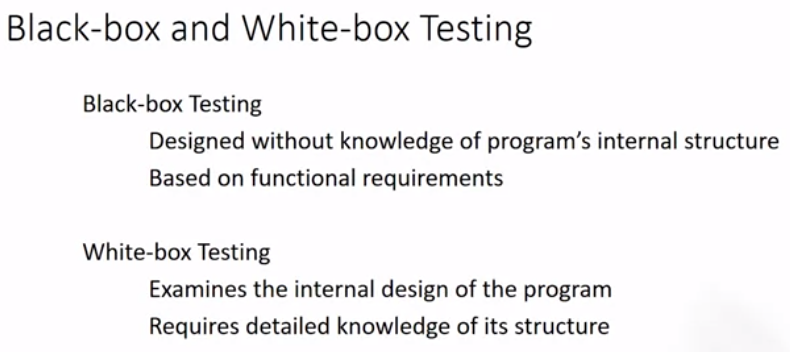 Black-box and White-box Testing
Black-box Testing
Designed without knowledge of program's internal structure
Based on functional requirements
White-box Testing
Examines the internal design of the program
Requires detailed knowledge of its structure